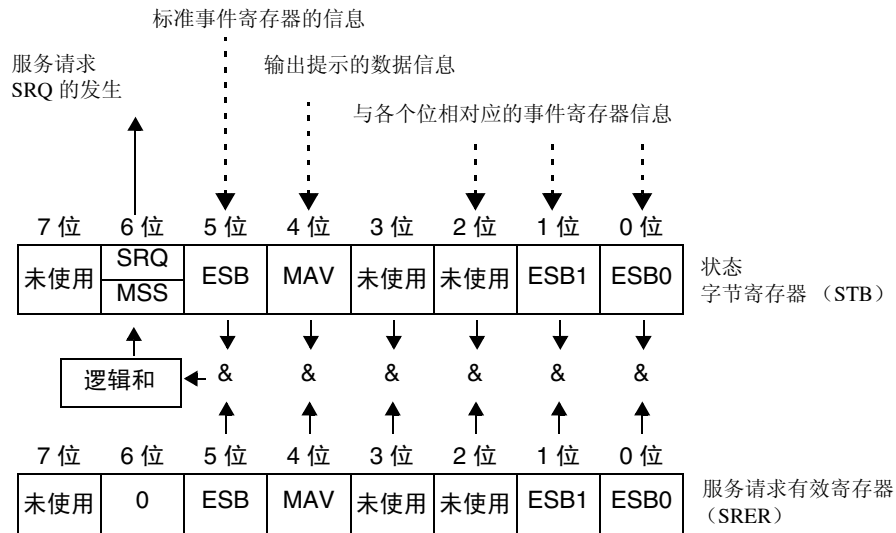 标准事件寄存器的信息
服务请求
SRQ 的发生
输出提示的数据信息
与各个位相对应的事件寄存器信息
7 位 6 位 5 位 4 位 3 位 2 位 1 位 0 位
未使用 SRQ MSS ESB MAV 未使用 未使用 ESB1 ESB0
状态
字节寄存器 （STB）
逻辑和 & & & & & &
7 位 6 位 5 位 4 位 3 位 2 位 1 位 0 位
未使用 0 ESB MAV 未使用 未使用 ESB1 ESB0
服务请求有效寄存器
（SRER）